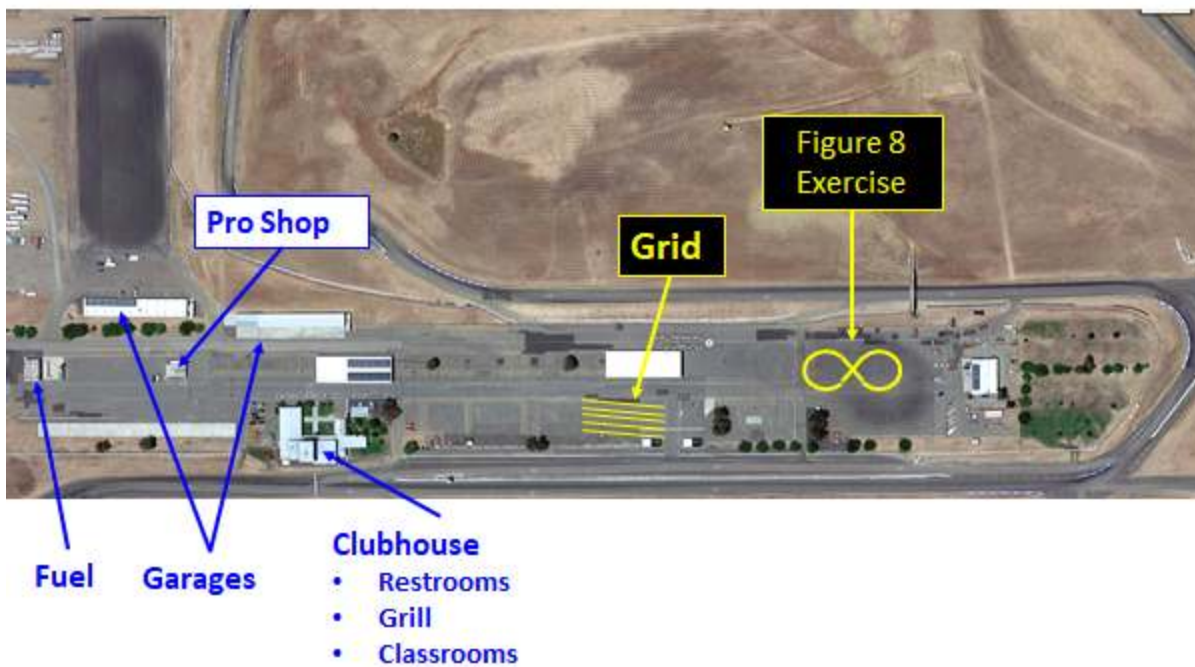 Figure 8
Exercise
Pro Shop
Grid
Fuel
Garages
Clubhouse
• Restrooms
• Grill
• Classrooms